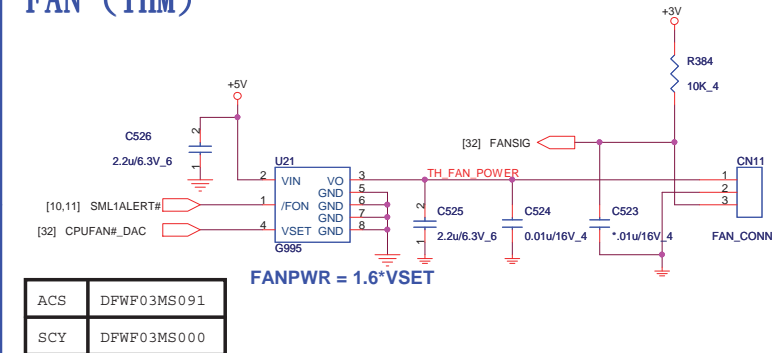 FAN (THM)
+3V
R384
10K_4
+5V
C526
2
1
2.2u/6.3V_6
[32] FANSIG
U21
CN11
2 VIN VO 3
TH_FAN_POWER
1
GND 5
2
[10,11] SML1ALERT#
1 /FON GND 6
3
GND 7
[32] CPUFAN#_DAC
4 VSET GND 8
G995
2
1
C525
2.2u/6.3V_6
C524
0.01u/16V_4
C523
*.01u/16V_4
FAN_CONN
FANPWR = 1.6*VSET
ACS DFWF03MS091
SCY DFWF03MS000